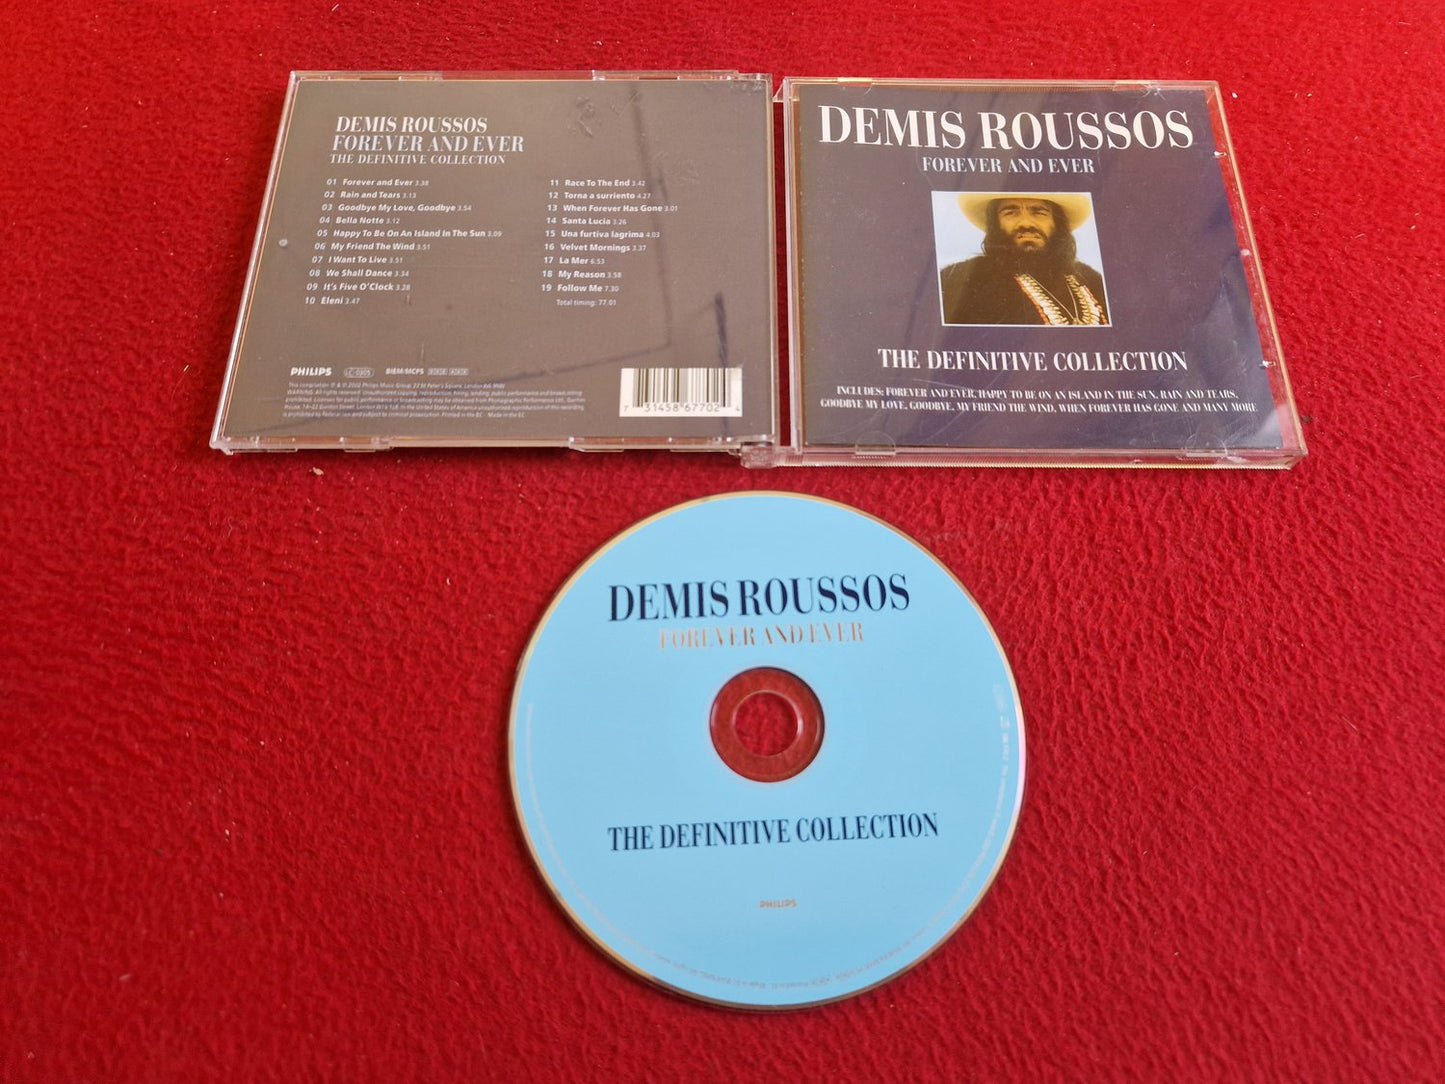 DEMIS ROUSSOS
FOREVER AND EVER
THE DEFINITIVE COLLECTION
01 Forever and Ever 3.38
02 Rain and Tears 3.13
03 Goodbye My Love, Goodbye 3.54
04 Bella Notte 3.12
05 Happy To Be On An Island In The Sun 3.09
06 My Friend The Wind 3.51
07 I Want To Live 3.51
08 We Shall Dance 3.34
09 It's Five O'Clock 3.28
10 Eleni 3.47
11 Race To The End 3.42
12 Torna a surriento 4.27
13 When Forever Has Gone 3.01
14 Santa Lucia 3.26
15 Una furtiva lagrima 4.03
16 Velvet Mornings 3.37
17 La Mer 6.53
18 My Reason 3.58
19 Follow Me 7.30
Total timing: 77.01
PHILIPS LC 0305 BIEM/MCPS
7 31458 67702 4
DEMIS ROUSSOS
FOREVER AND EVER
THE DEFINITIVE COLLECTION
INCLUDES: FOREVER AND EVER, HAPPY TO BE ON AN ISLAND IN THE SUN, RAIN AND TEARS,
GOODBYE MY LOVE, GOODBYE, MY FRIEND THE WIND, WHEN FOREVER HAS GONE AND MANY MORE
DEMIS ROUSSOS
FOREVER AND EVER
THE DEFINITIVE COLLECTION
PHILIPS